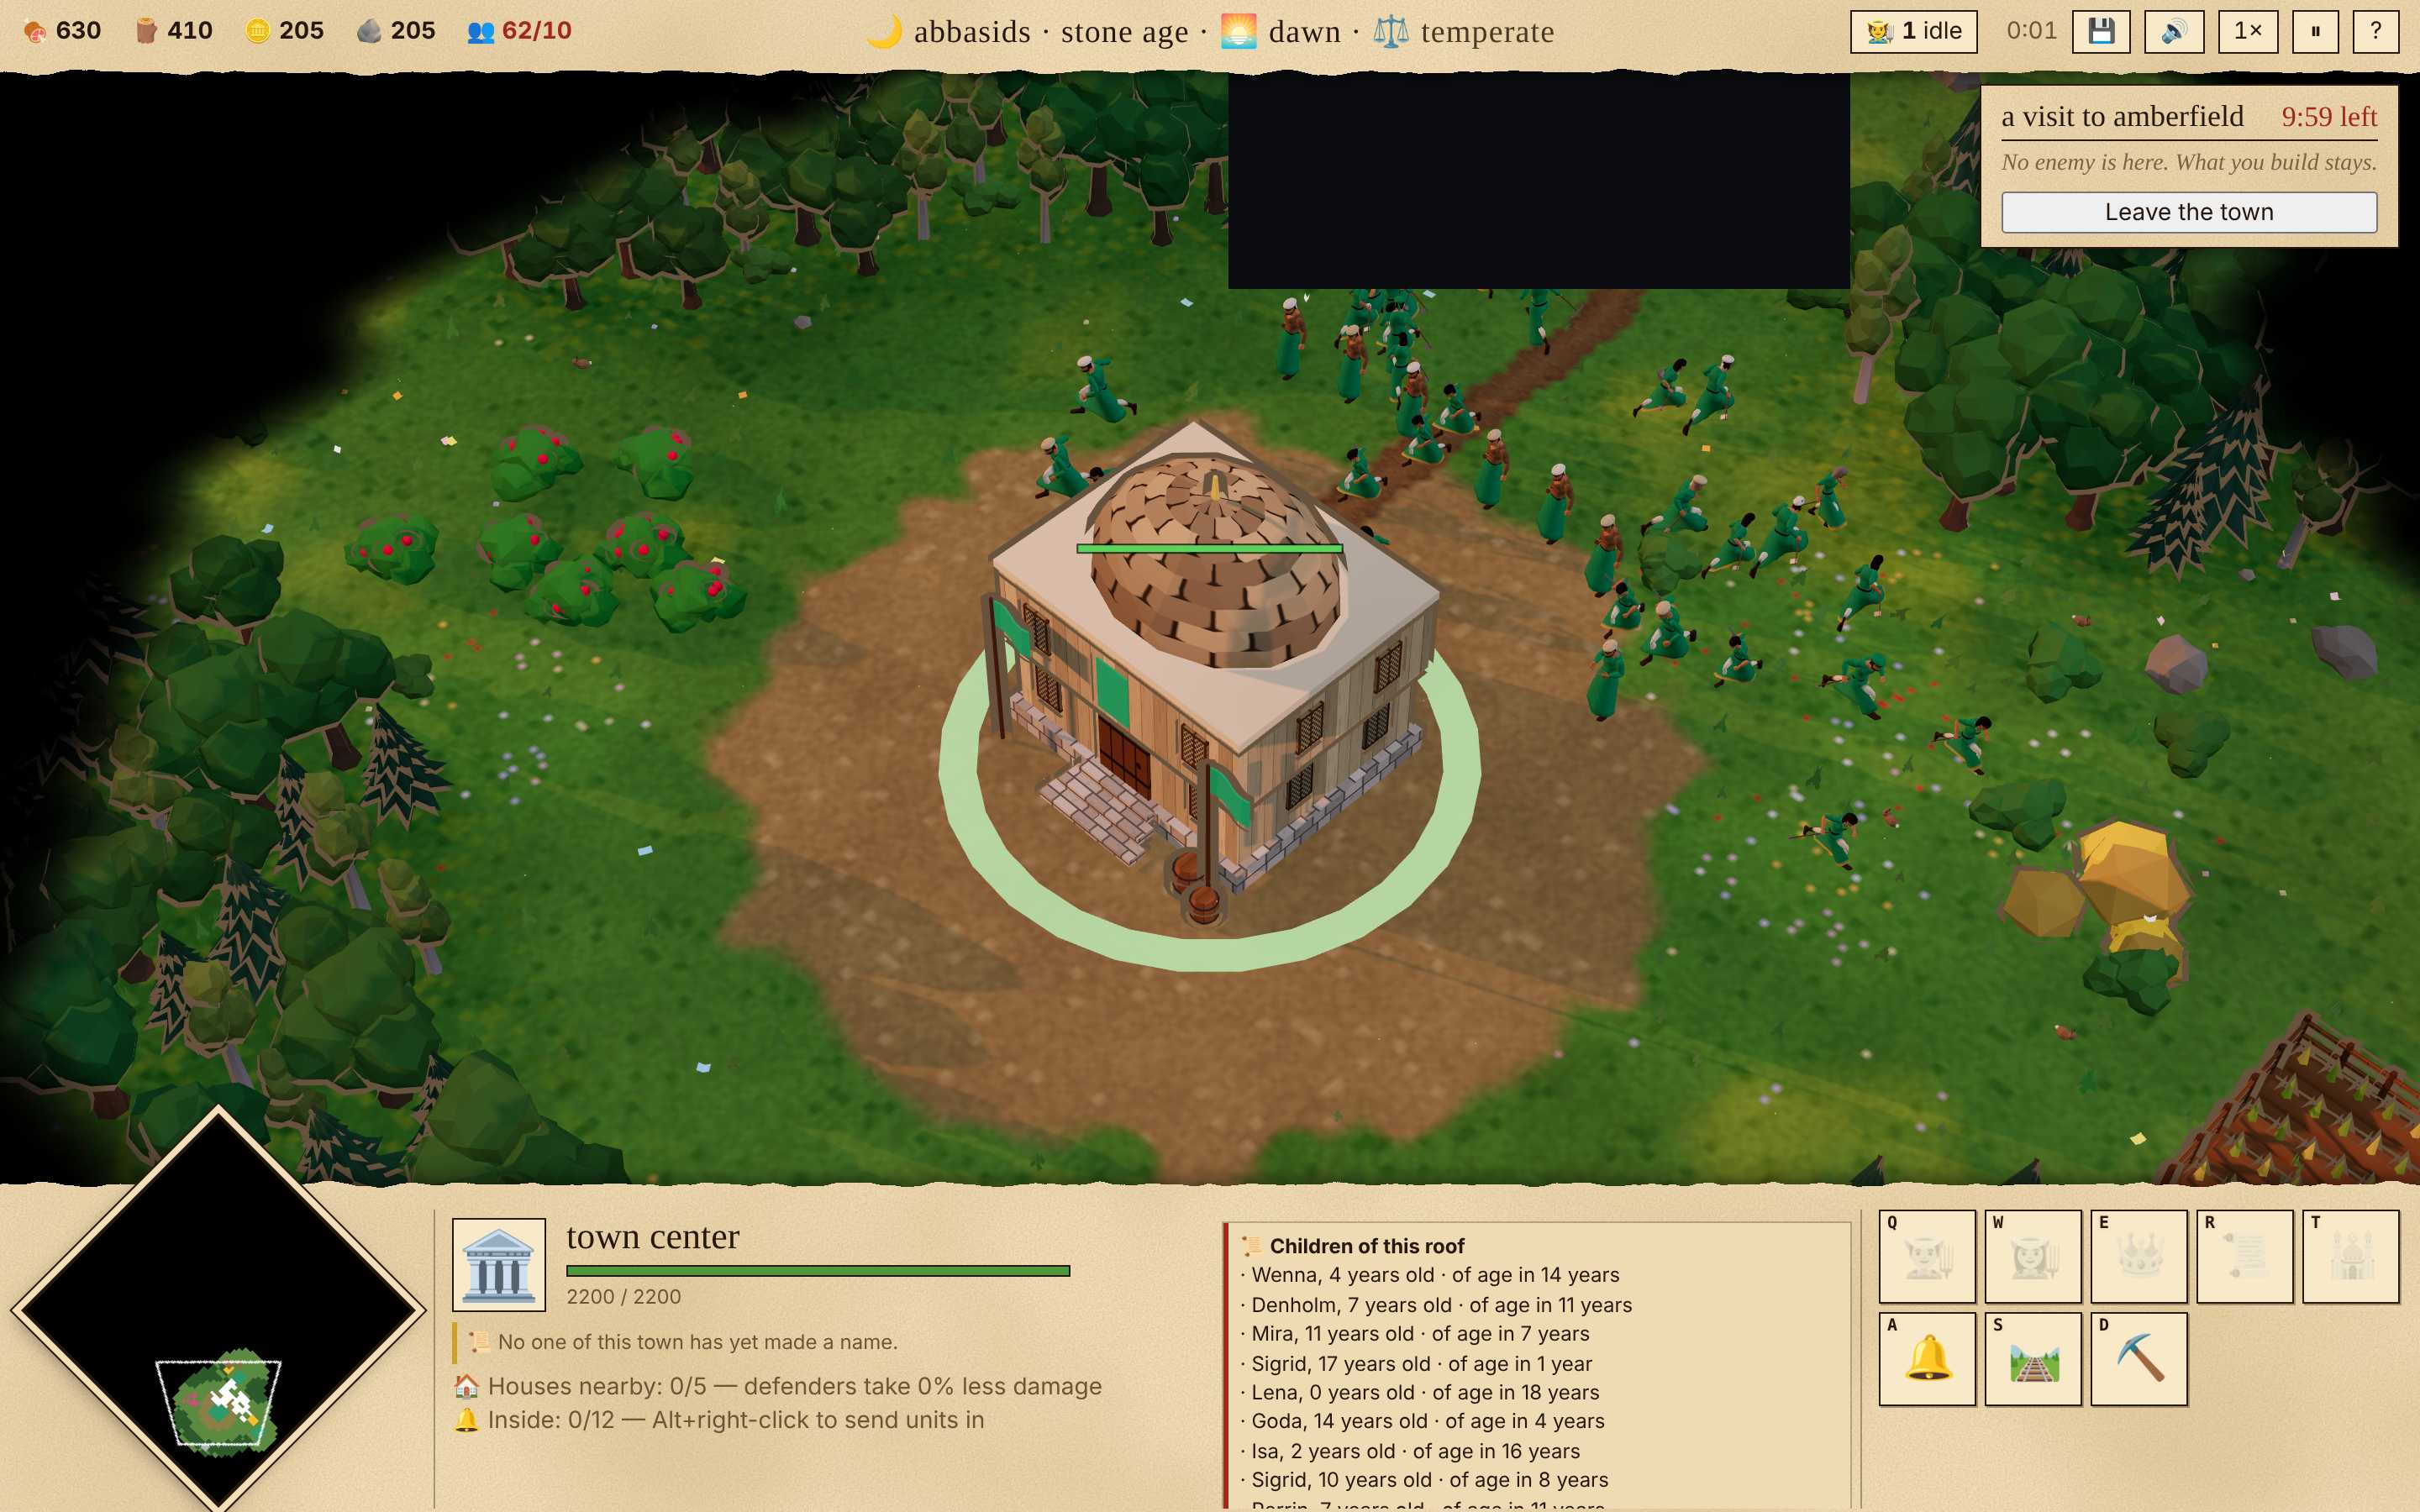 630 410 205 205 62/10
abbasids · stone age · dawn · temperate
1 idle 0:01 1× ?
a visit to amberfield 9:59 left
No enemy is here. What you build stays.
Leave the town
town center
2200 / 2200
No one of this town has yet made a name.
Houses nearby: 0/5 — defenders take 0% less damage
Inside: 0/12 — Alt+right-click to send units in
Children of this roof
· Wenna, 4 years old · of age in 14 years
· Denholm, 7 years old · of age in 11 years
· Mira, 11 years old · of age in 7 years
· Sigrid, 17 years old · of age in 1 year
· Lena, 0 years old · of age in 18 years
· Goda, 14 years old · of age in 4 years
· Isa, 2 years old · of age in 16 years
· Sigrid, 10 years old · of age in 8 years
Q W E R T
A S D